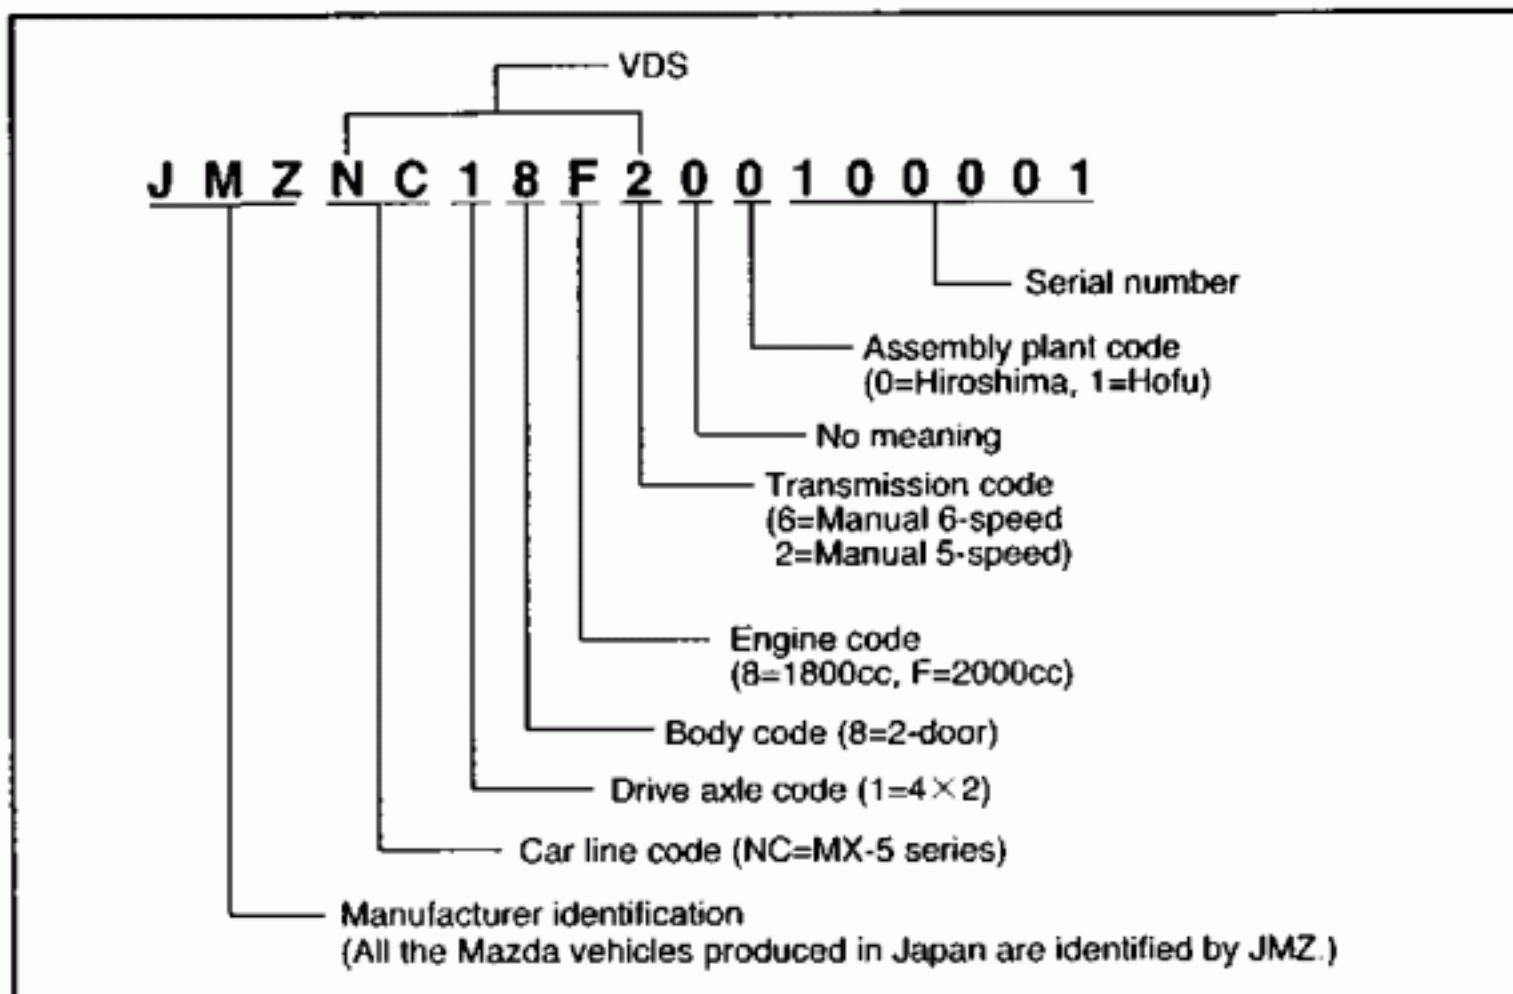 VDS
J M Z N C 1 8 F 2 0 0 1 0 0 0 0 1
Serial number
Assembly plant code
(0=Hiroshima, 1=Hofu)
No meaning
Transmission code
(6=Manual 6-speed
2=Manual 5-speed)
Engine code
(8=1800cc, F=2000cc)
Body code (8=2-door)
Drive axle code (1=4×2)
Car line code (NC=MX-5 series)
Manufacturer identification
(All the Mazda vehicles produced in Japan are identified by JMZ.)